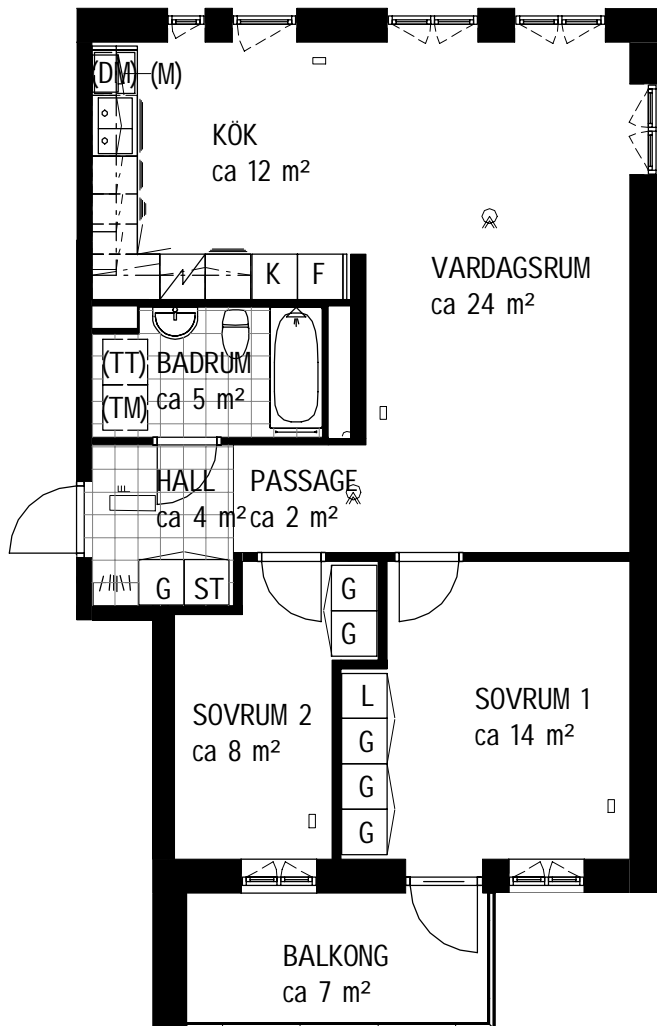 (DM) (M)
KÖK
ca 12 m²
K F
VARDAGSRUM
ca 24 m²
(TT)
(TM)
BADRUM
ca 5 m²
HALL
ca 4 m²
PASSAGE
ca 2 m²
G ST
G
G
L
G
G
G
SOVRUM 2
ca 8 m²
SOVRUM 1
ca 14 m²
BALKONG
ca 7 m²